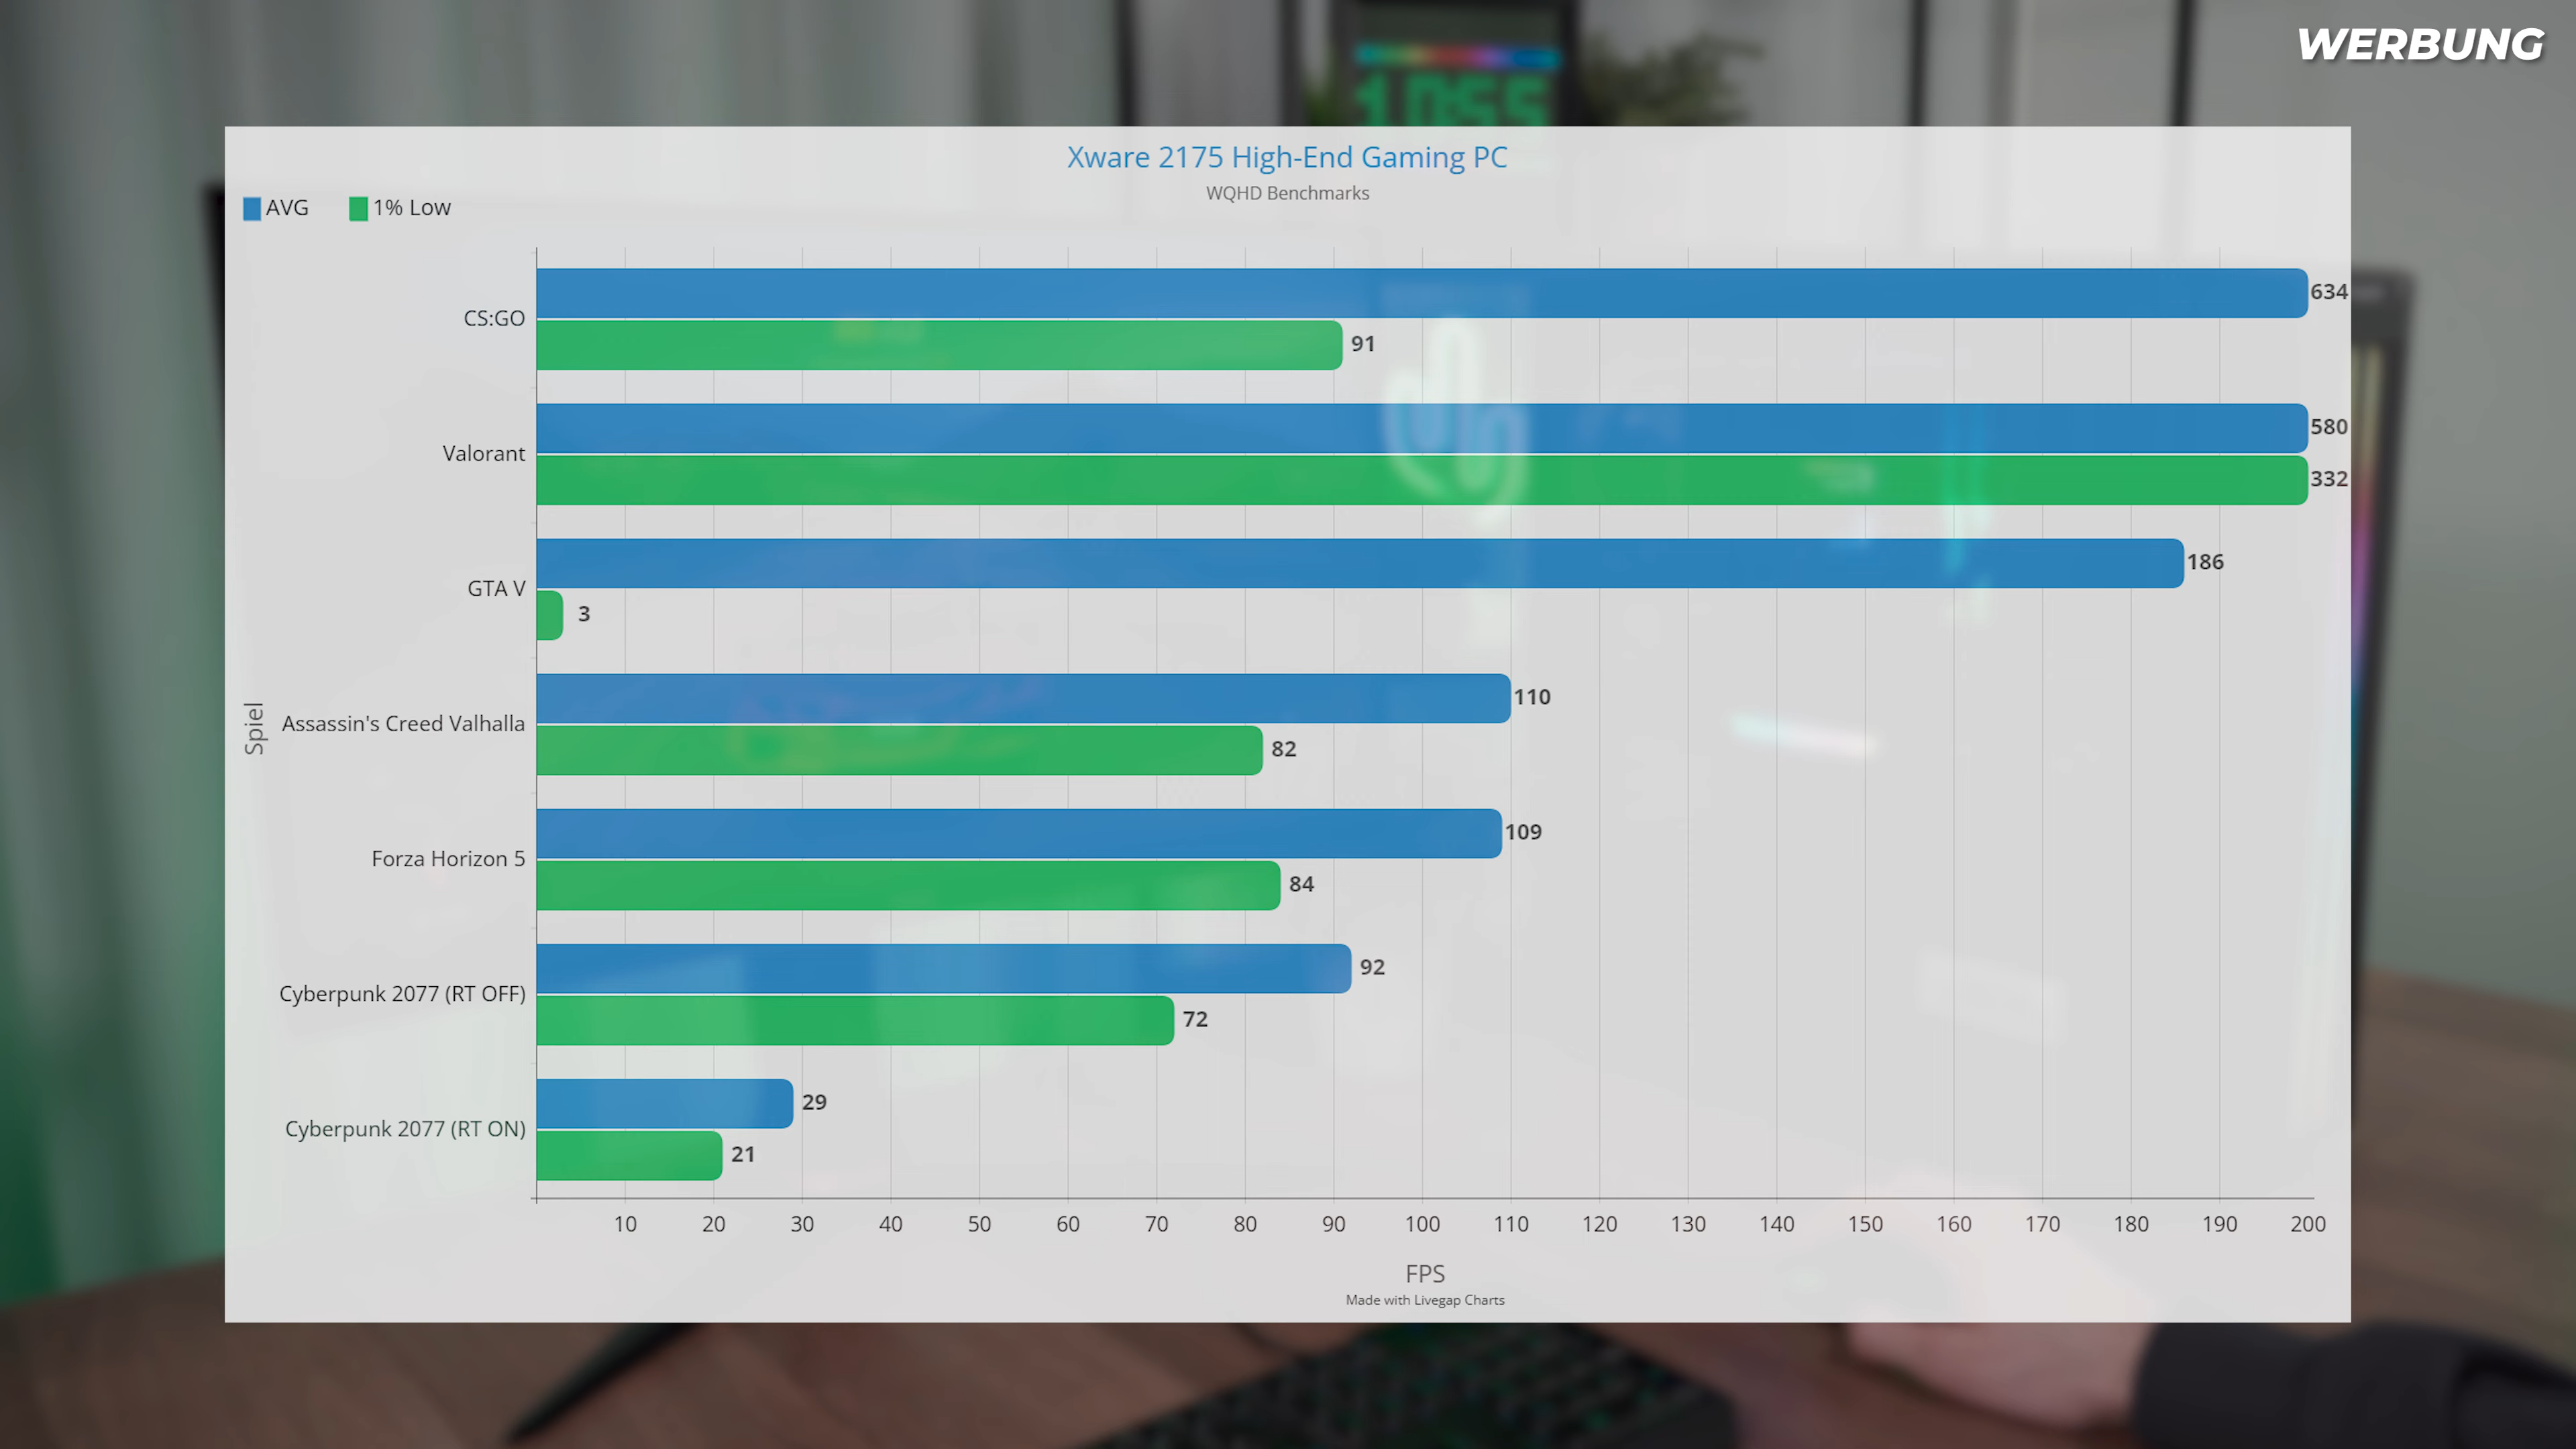 WERBUNG
1055
Xware 2175 High-End Gaming PC
WQHD Benchmarks
AVG
1% Low
634
CS:GO
91
580
Valorant
332
186
GTA V
3
110
Spiel
Assassin's Creed Valhalla
82
109
Forza Horizon 5
84
92
Cyberpunk 2077 (RT OFF)
72
29
Cyberpunk 2077 (RT ON)
21
10 20 30 40 50 60 70 80 90 100 110 120 130 140 150 160 170 180 190 200
FPS
Made with Livegap Charts